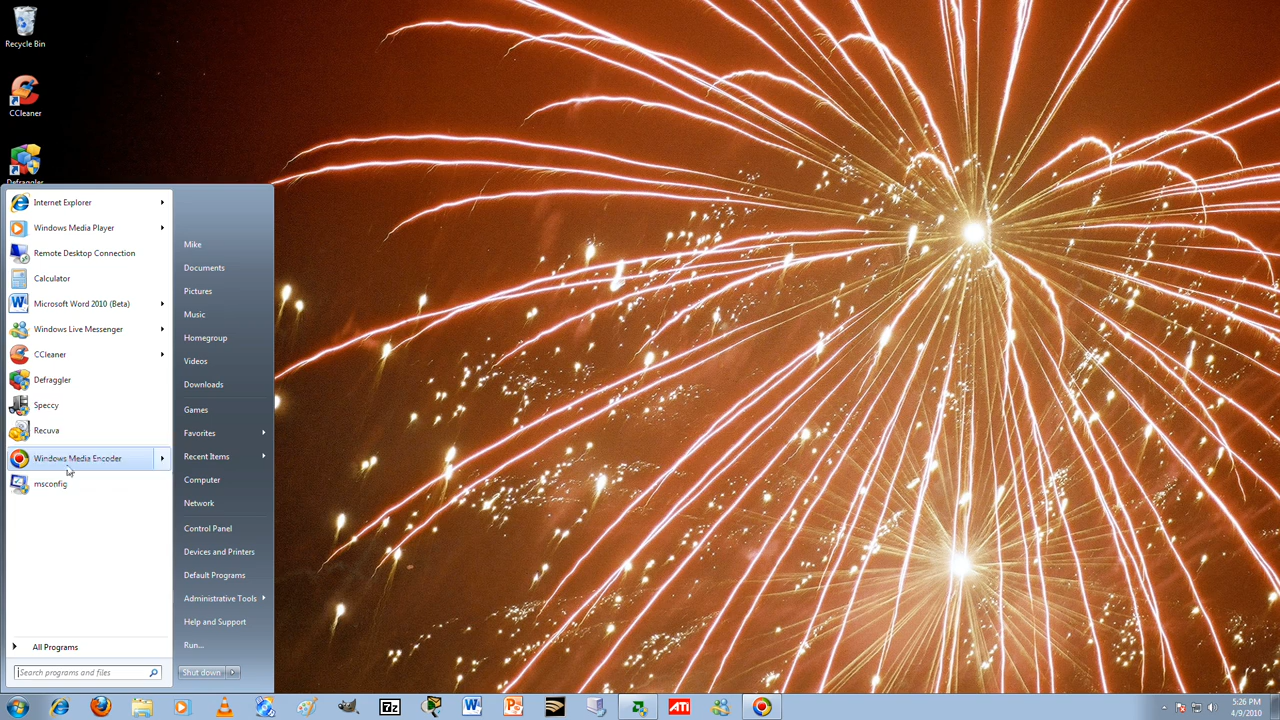 Recycle Bin
CCleaner
Defraggler
Internet Explorer
Windows Media Player
Remote Desktop Connection
Calculator
Microsoft Word 2010 (Beta)
Windows Live Messenger
CCleaner
Defraggler
Speccy
Recuva
Windows Media Encoder
msconfig
All Programs
Search programs and files
Mike
Documents
Pictures
Music
Homegroup
Videos
Downloads
Games
Favorites
Recent Items
Computer
Network
Control Panel
Devices and Printers
Default Programs
Administrative Tools
Help and Support
Run...
Shut down
7z
ATI
5:26 PM
4/9/2010